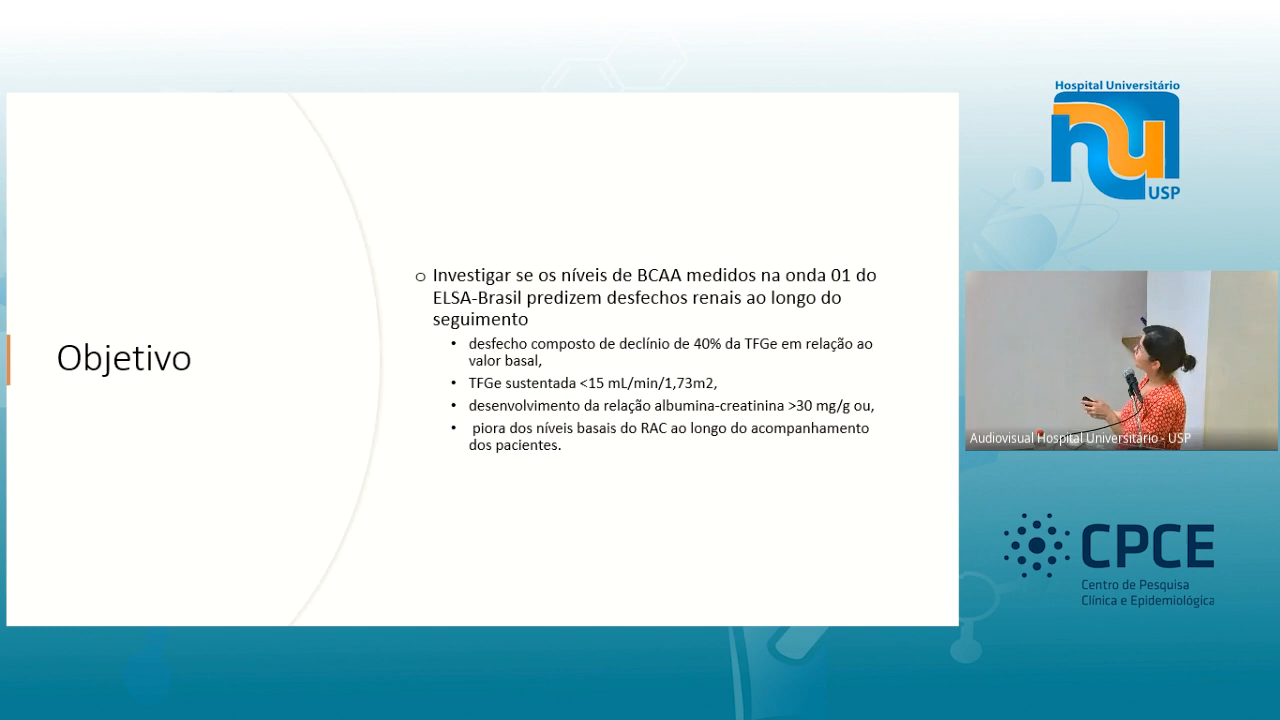 Hospital Universitário
hu
USP
Objetivo
o Investigar se os níveis de BCAA medidos na onda 01 do
ELSA-Brasil predizem desfechos renais ao longo do
seguimento
• desfecho composto de declínio de 40% da TFGe em relação ao
valor basal,
• TFGe sustentada <15 mL/min/1,73m2,
• desenvolvimento da relação albumina-creatinina >30 mg/g ou,
• piora dos níveis basais do RAC ao longo do acompanhamento
dos pacientes.
Audiovisual Hospital Universitário - USP
CPCE
Centro de Pesquisa
Clínica e Epidemiológica